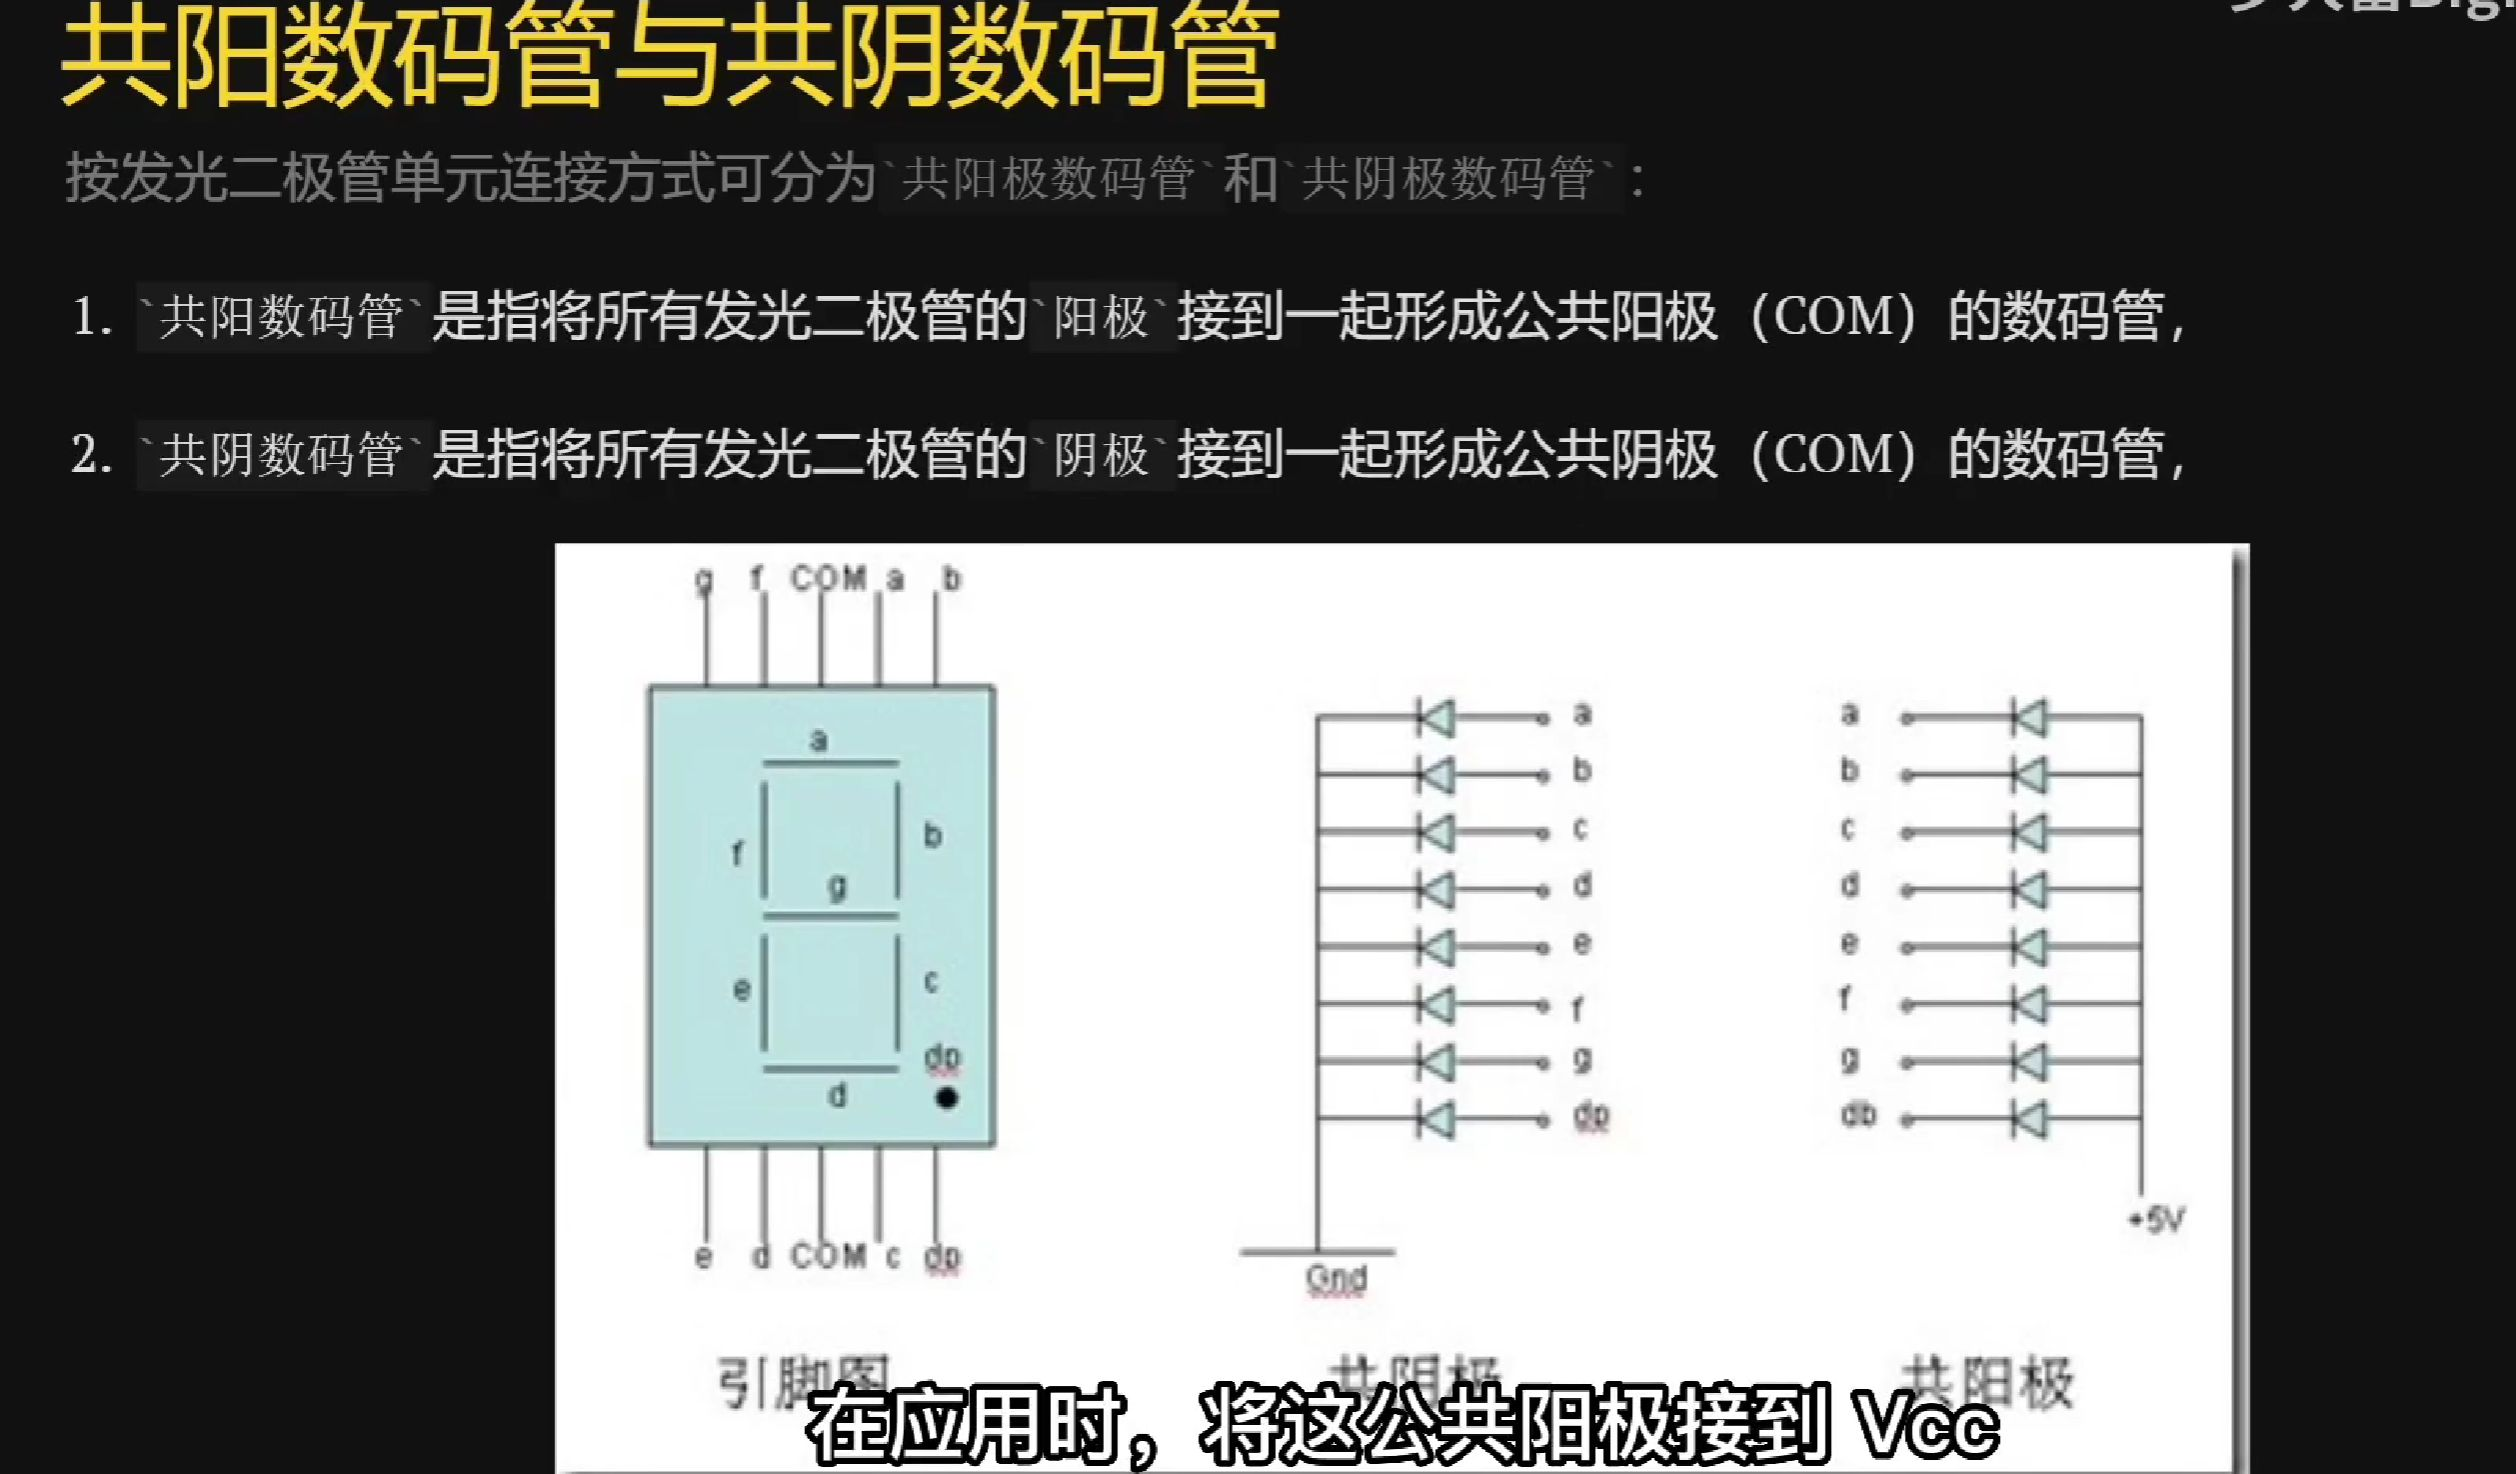 共阳数码管与共阴数码管
按发光二极管单元连接方式可分为`共阳极数码管`和`共阴极数码管`：
1. `共阳数码管`是指将所有发光二极管的`阳极`接到一起形成公共阳极（COM）的数码管，
2. `共阴数码管`是指将所有发光二极管的`阴极`接到一起形成公共阴极（COM）的数码管，
g f COM a b
a
f
b
g
e
c
dp
d
e d COM c dp
a
b
c
d
e
f
g
dp
Gnd
a
b
c
d
e
f
g
db
+5V
引脚图
共阴极
共阳极
在应用时，将这公共阳极接到 Vcc